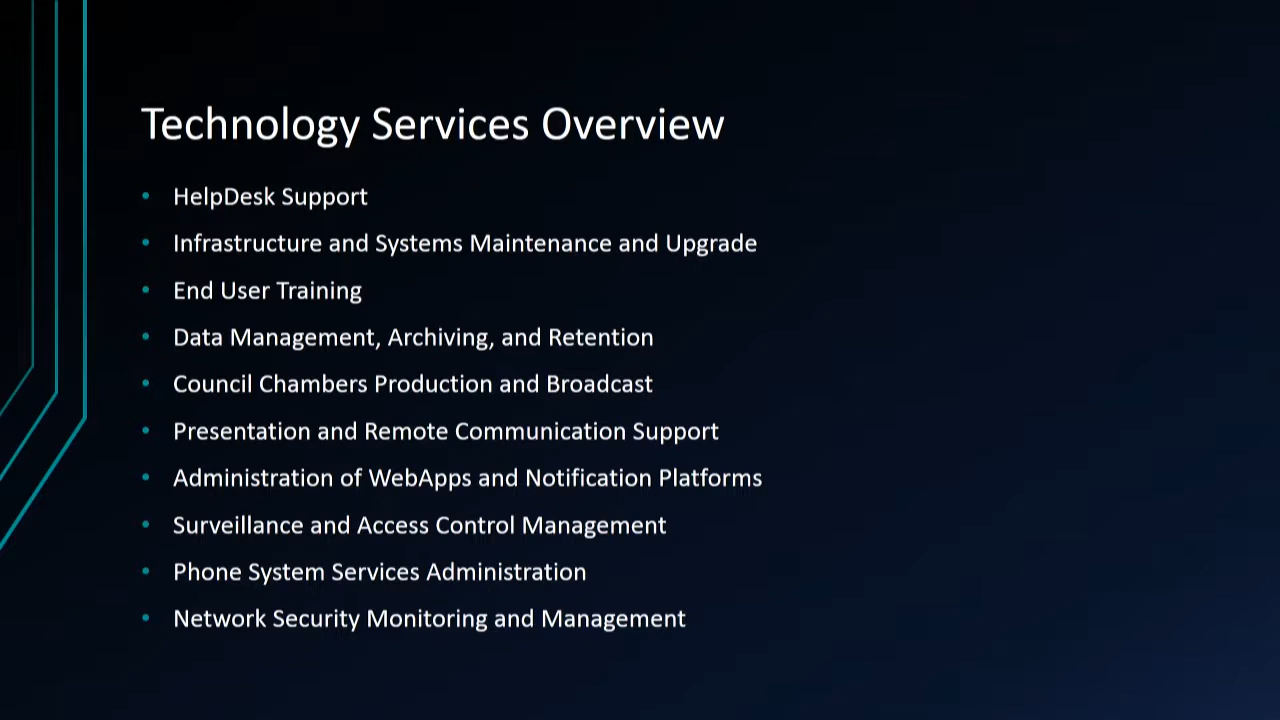 Technology Services Overview
• HelpDesk Support
• Infrastructure and Systems Maintenance and Upgrade
• End User Training
• Data Management, Archiving, and Retention
• Council Chambers Production and Broadcast
• Presentation and Remote Communication Support
• Administration of WebApps and Notification Platforms
• Surveillance and Access Control Management
• Phone System Services Administration
• Network Security Monitoring and Management